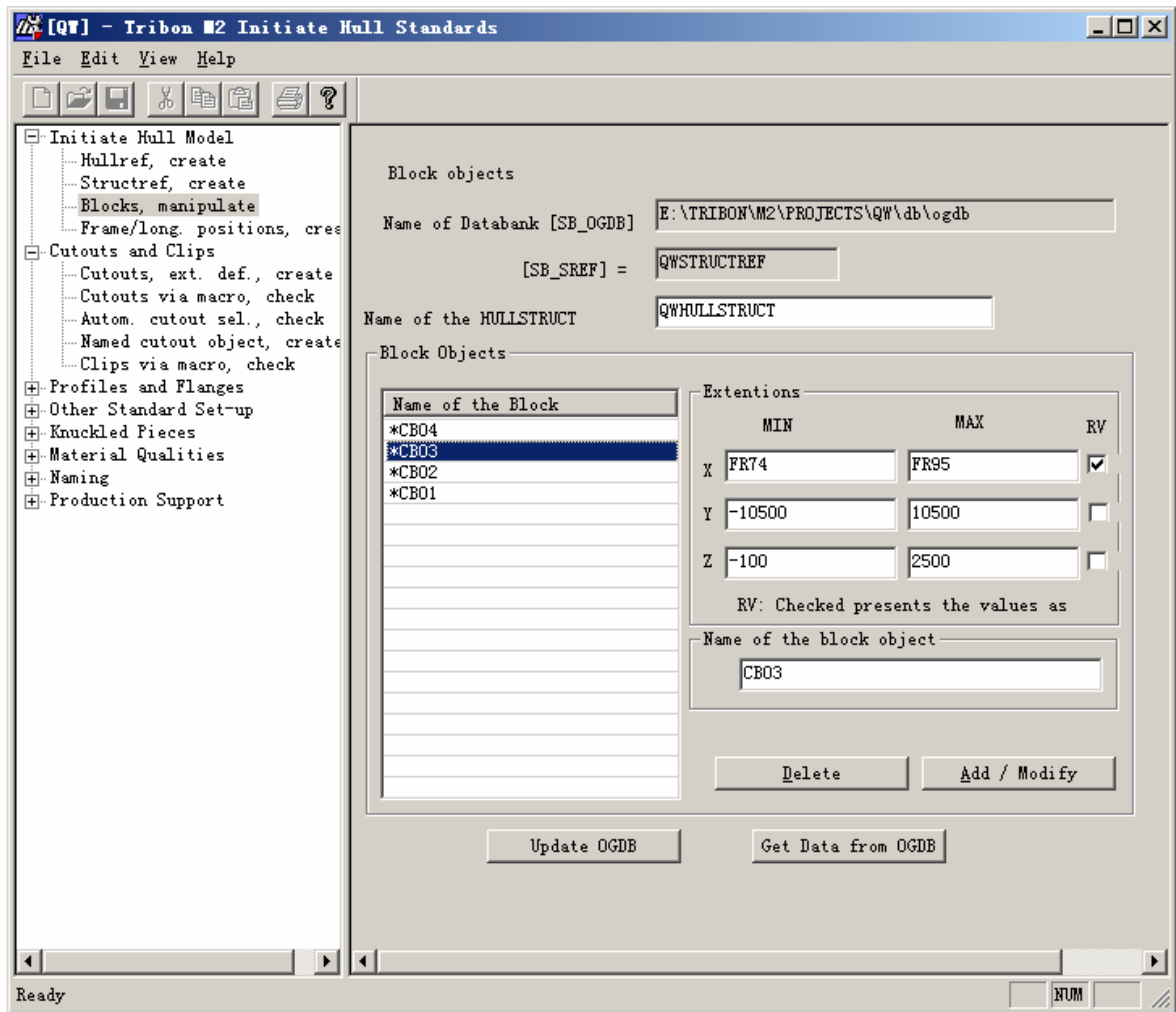 [QW] - Tribon M2 Initiate Hull Standards
File Edit View Help
Initiate Hull Model
Hullref, create
Structref, create
Blocks, manipulate
Frame/long. positions, crea
Cutouts and Clips
Cutouts, ext. def., create
Cutouts via macro, check
Autom. cutout sel., check
Named cutout object, create
Clips via macro, check
Profiles and Flanges
Other Standard Set-up
Knuckled Pieces
Material Qualities
Naming
Production Support
Block objects
Name of Databank [SB_OGDB] E:\TRIBON\M2\PROJECTS\QW\db\ogdb
[SB_SREF] = QWSTRUCTREF
Name of the HULLSTRUCT QWHULLSTRUCT
Block Objects
Name of the Block
*CB04
*CB03
*CB02
*CB01
Extentions
MIN MAX RV
X FR74 FR95
Y -10500 10500
Z -100 2500
RV: Checked presents the values as
Name of the block object
CB03
Delete Add / Modify
Update OGDB Get Data from OGDB
Ready NUM